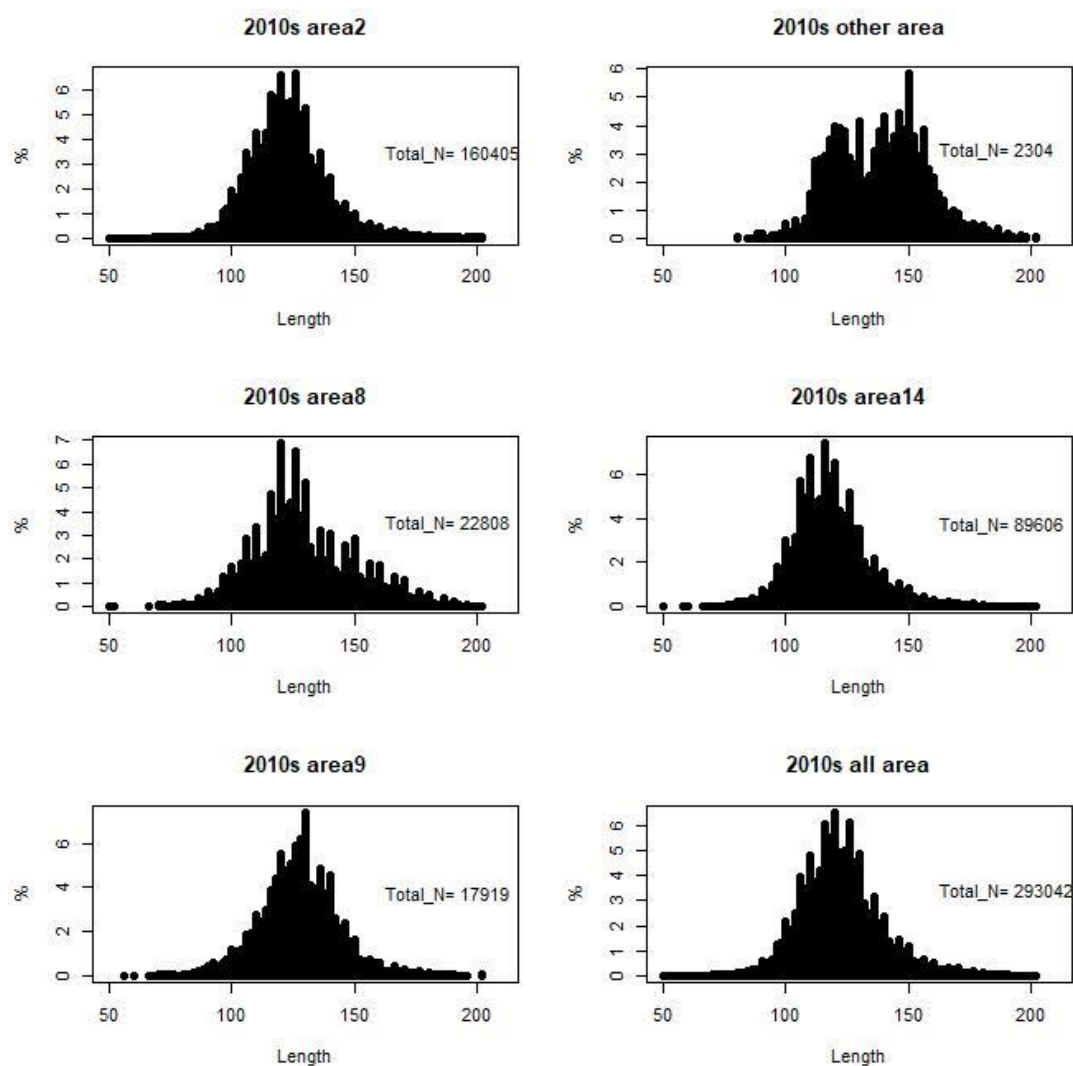 2010s area2
%
0 1 2 3 4 5 6
Total_N= 160405
50 100 150 200
Length
2010s other area
%
0 1 2 3 4 5 6
Total_N= 2304
50 100 150 200
Length
2010s area8
%
0 1 2 3 4 5 6 7
Total_N= 22808
50 100 150 200
Length
2010s area14
%
0 2 4 6
Total_N= 89606
50 100 150 200
Length
2010s area9
%
0 2 4 6
Total_N= 17919
50 100 150 200
Length
2010s all area
%
0 1 2 3 4 5 6
Total_N= 293042
50 100 150 200
Length